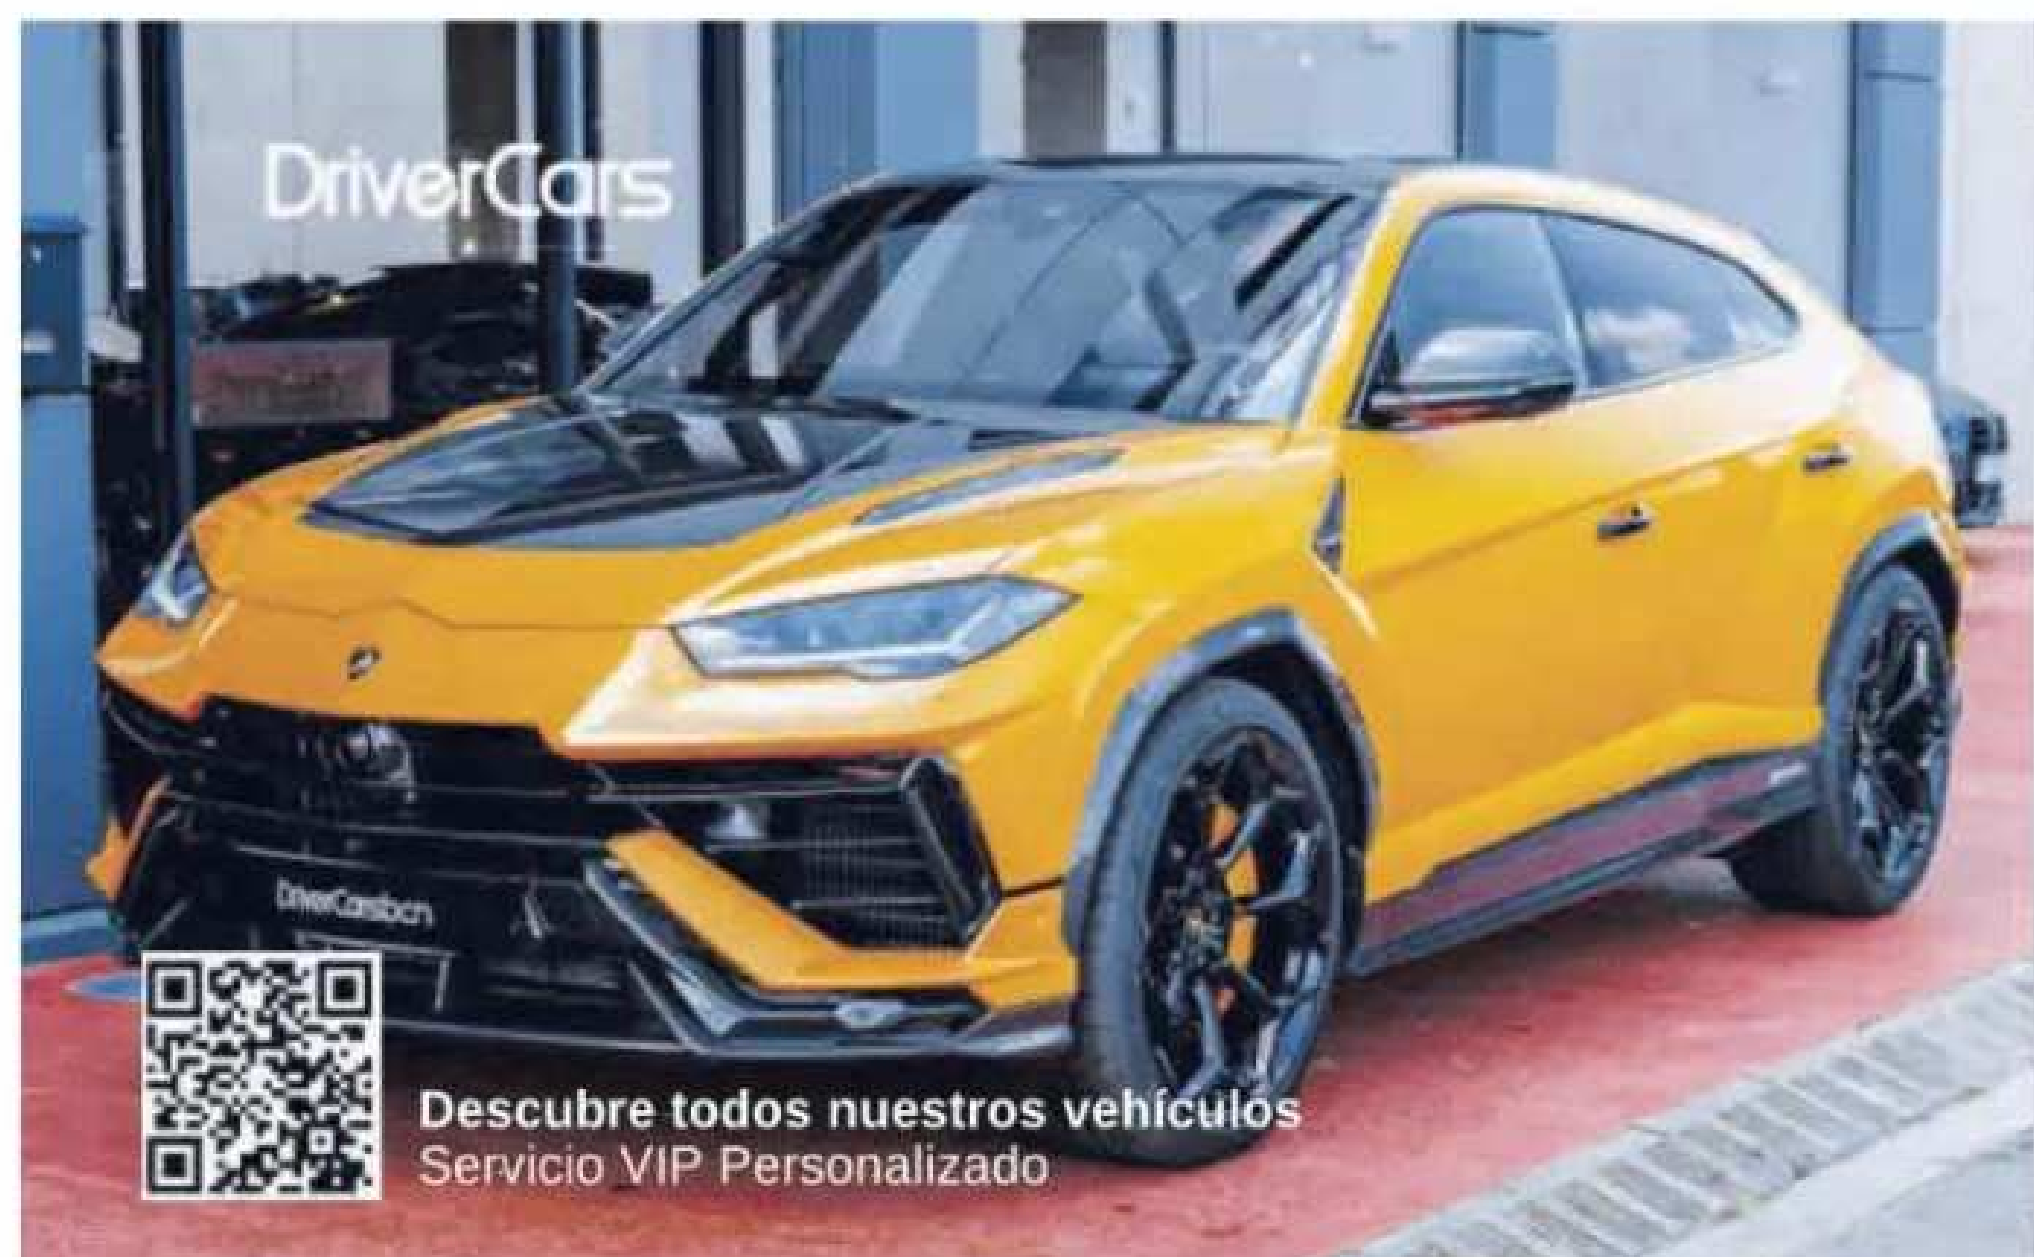 DriverCars
DriverCarsbcn
Descubre todos nuestros vehículos
Servicio VIP Personalizado